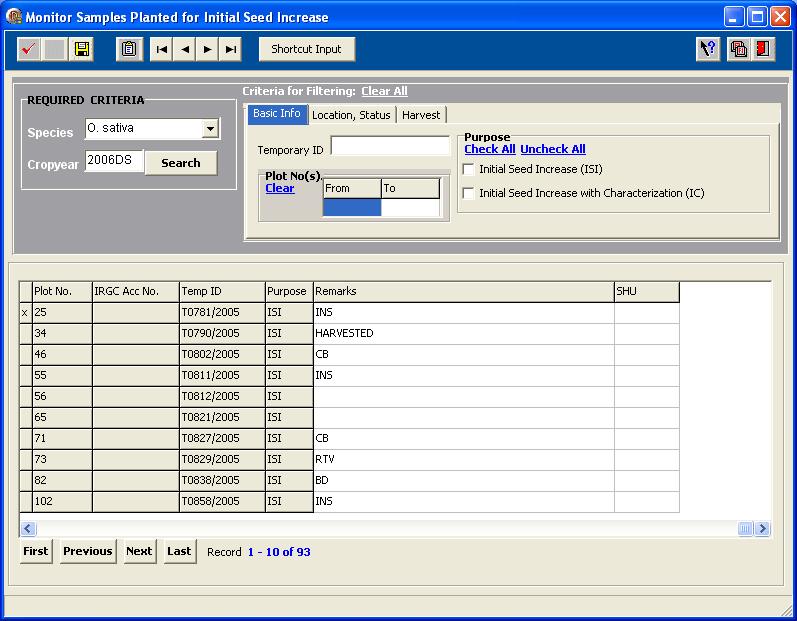 Monitor Samples Planted for Initial Seed Increase
Shortcut Input
REQUIRED CRITERIA
Species O. sativa
Cropyear 2006DS Search
Criteria for Filtering: Clear All
Basic Info Location, Status Harvest
Temporary ID
Plot No(s).
Clear From To
Purpose
Check All Uncheck All
Initial Seed Increase (ISI)
Initial Seed Increase with Characterization (IC)
Plot No. IRGC Acc No. Temp ID Purpose Remarks SHU
x 25 T0781/2005 ISI INS
34 T0790/2005 ISI HARVESTED
46 T0802/2005 ISI CB
55 T0811/2005 ISI INS
56 T0812/2005 ISI
65 T0821/2005 ISI
71 T0827/2005 ISI CB
73 T0829/2005 ISI RTV
82 T0838/2005 ISI BD
102 T0858/2005 ISI INS
First Previous Next Last Record 1 - 10 of 93